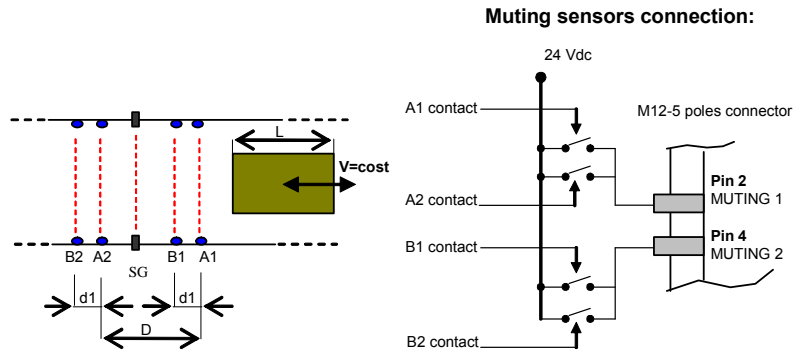 Muting sensors connection:
24 Vdc
A1 contact
M12-5 poles connector
L
V=cost
A2 contact
Pin 2
MUTING 1
B1 contact
Pin 4
MUTING 2
B2 A2 B1 A1
SG
d1 d1
D
B2 contact